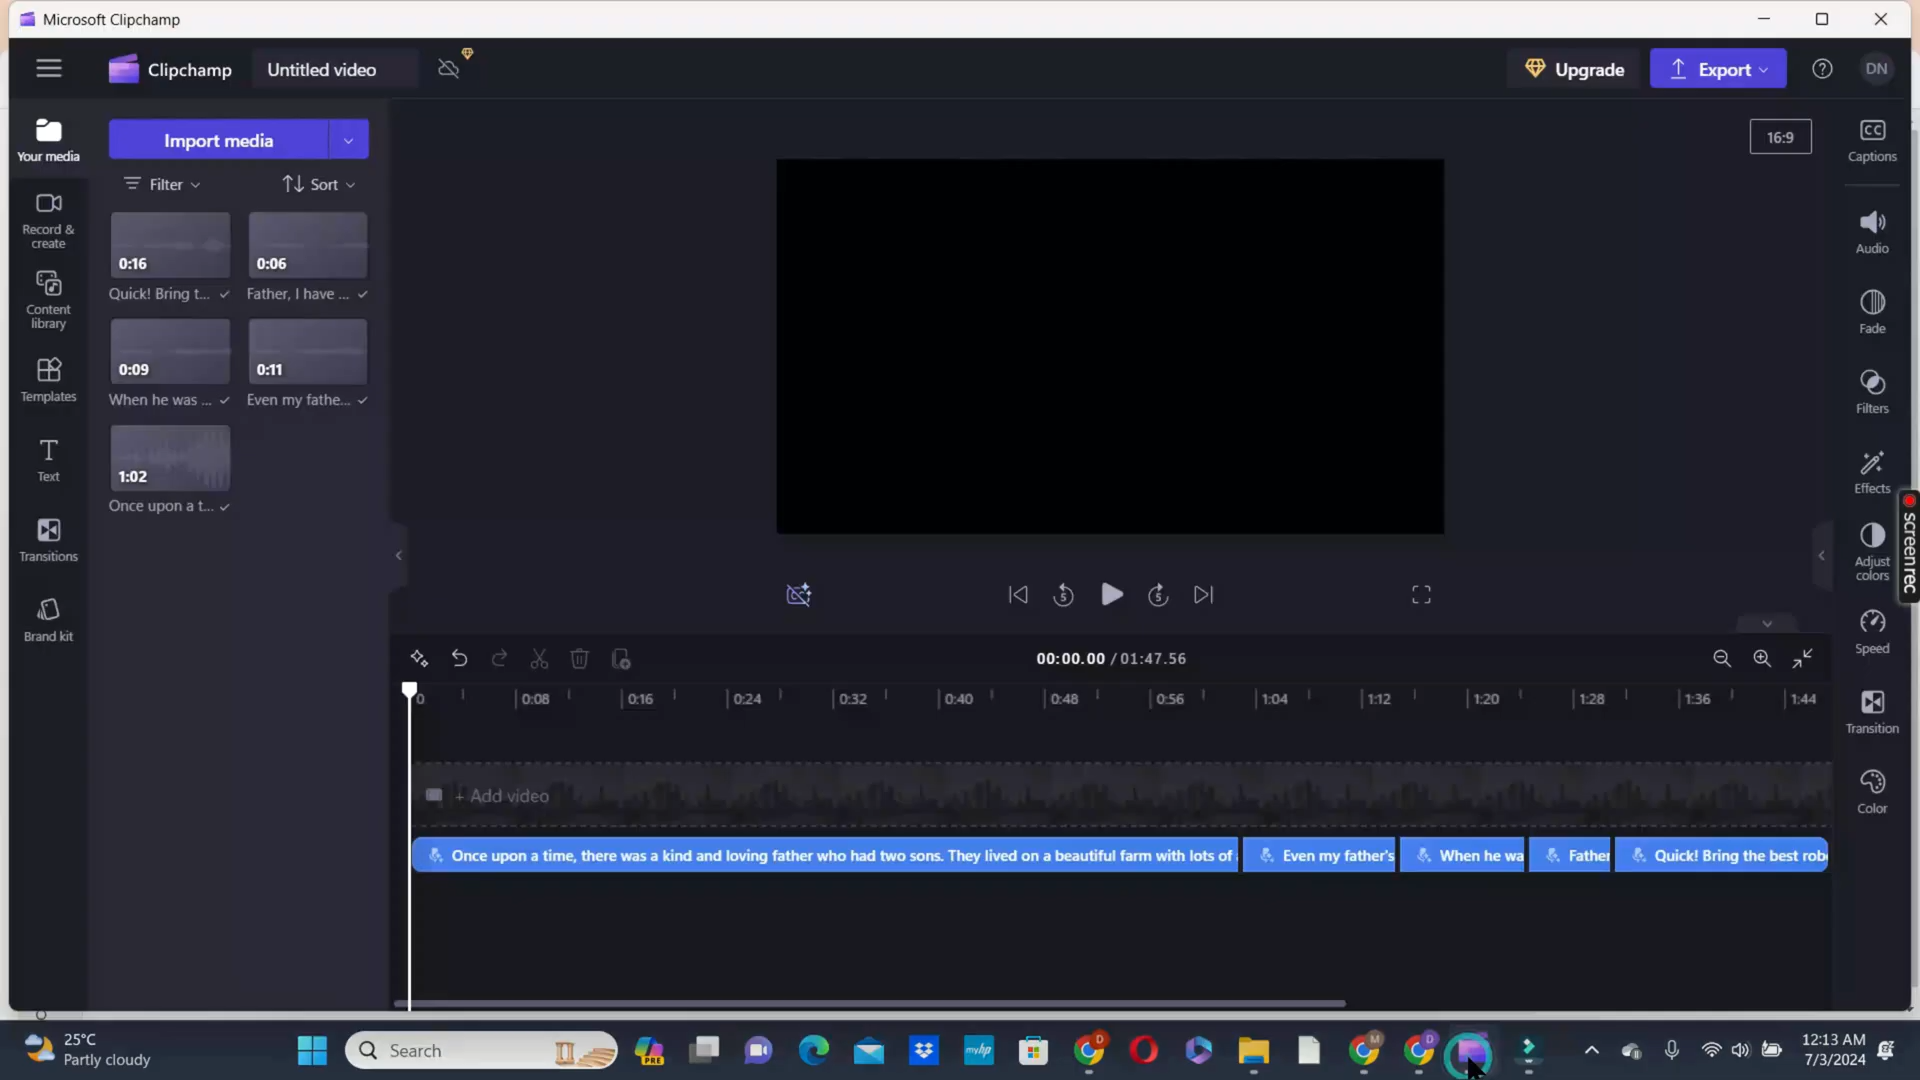 Microsoft Clipchamp
Clipchamp
Untitled video
Upgrade
Export
DN
Your media
Record &
create
Content
library
Templates
Text
Transitions
Brand kit
Import media
Filter
Sort
0:16
0:06
Quick! Bring t...
Father, I have ...
0:09
0:11
When he was ...
Even my fathe...
1:02
Once upon a t...
16:9
Captions
Audio
Fade
Filters
Effects
Adjust
colors
Speed
Transition
Color
screenrec
5
5
00:00.00 / 01:47.56
0
0:08
0:16
0:24
0:32
0:40
0:48
0:56
1:04
1:12
1:20
1:28
1:36
1:44
+ Add video
Once upon a time, there was a kind and loving father who had two sons. They lived on a beautiful farm with lots of
Even my father's
When he wa
Father
Quick! Bring the best rob
25°C
Partly cloudy
Search
PRE
myhp
D
M
D
12:13 AM
7/3/2024